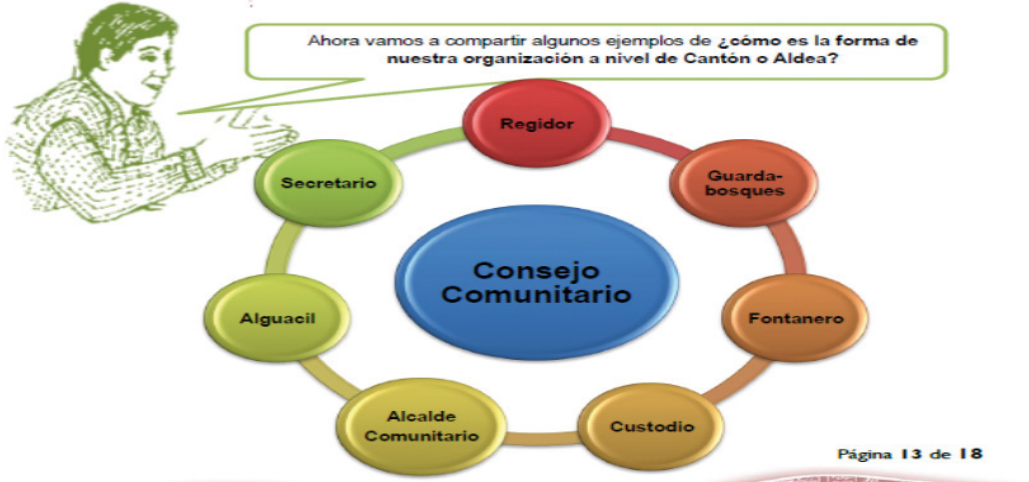 Ahora vamos a compartir algunos ejemplos de ¿cómo es la forma de
nuestra organización a nivel de Cantón o Aldea?
Regidor
Guarda-
bosques
Fontanero
Custodio
Alcalde
Comunitario
Alguacil
Secretario
Consejo
Comunitario
Página 13 de 18